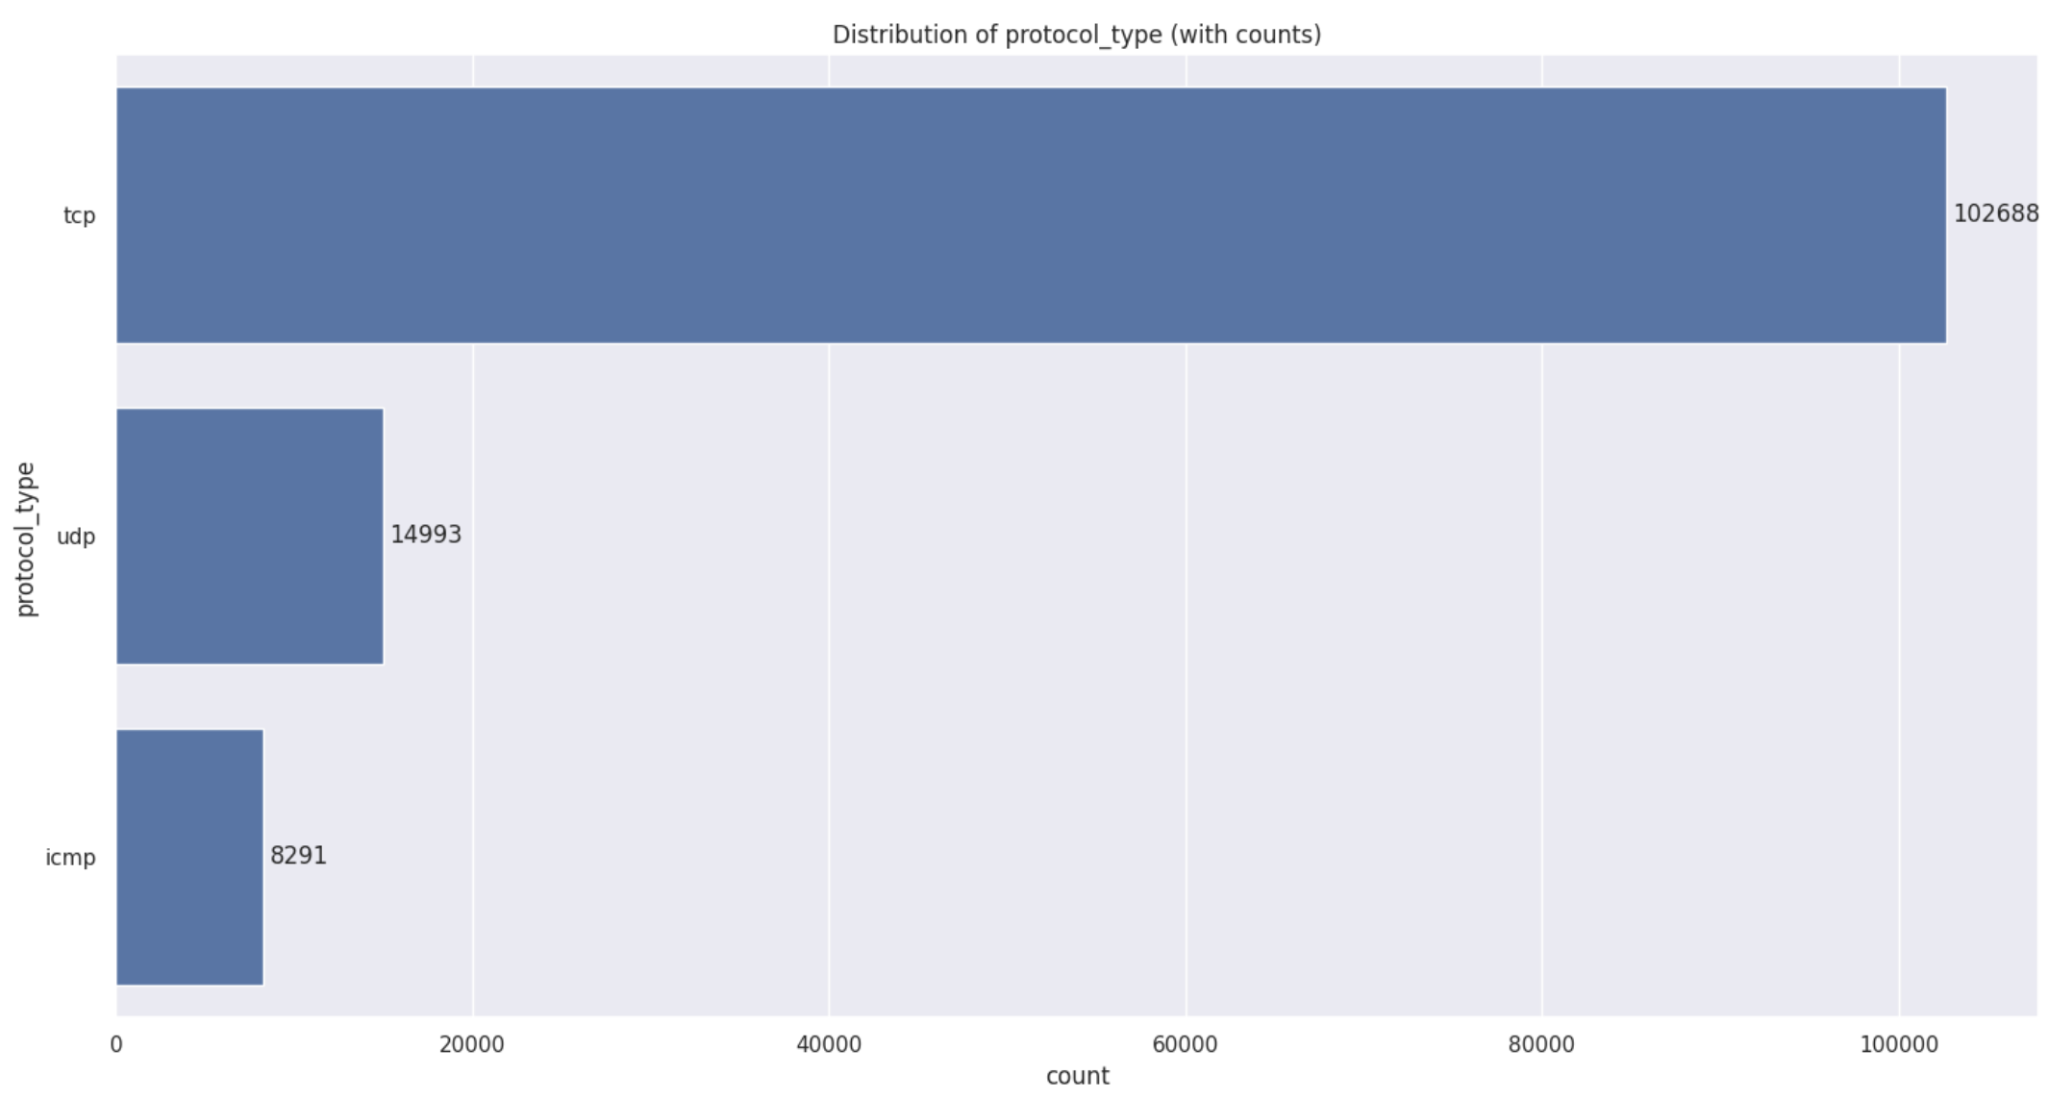 Distribution of protocol_type (with counts)
protocol_type
tcp
102688
udp
14993
icmp
8291
0
20000
40000
60000
80000
100000
count